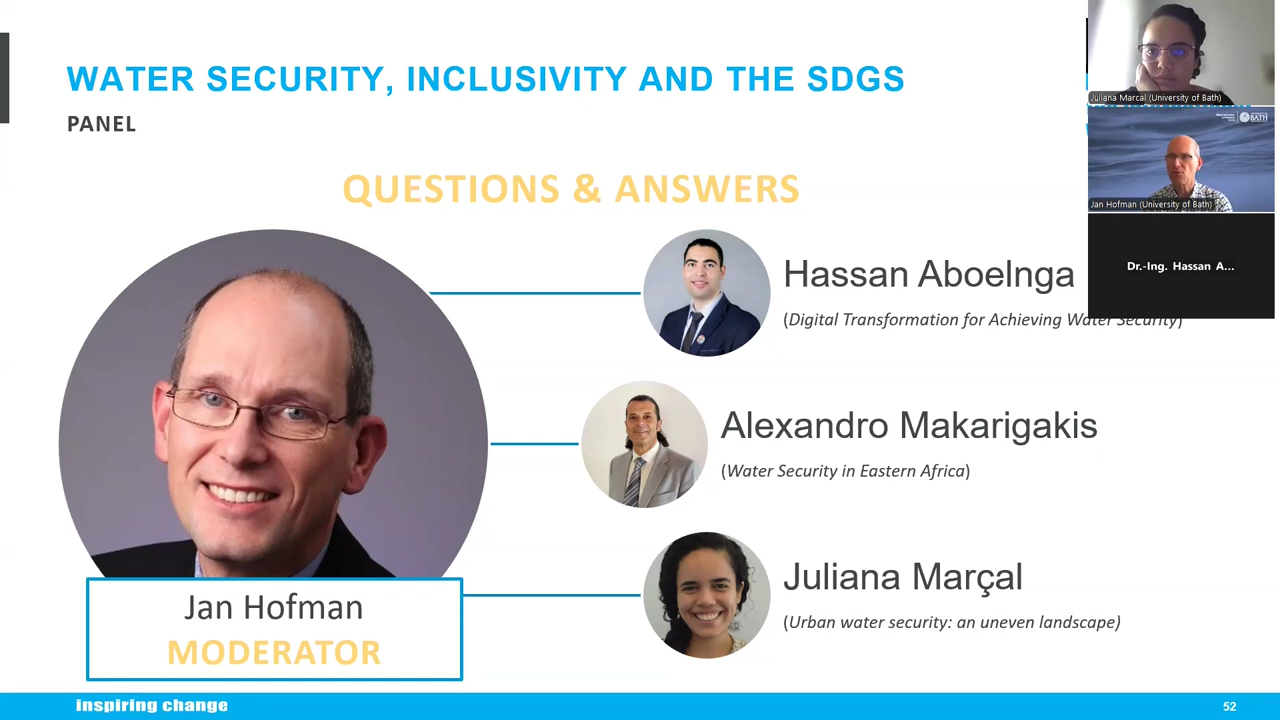 WATER SECURITY, INCLUSIVITY AND THE SDGS
PANEL
QUESTIONS & ANSWERS
Hassan Aboelnga
(Digital Transformation for Achieving Water Security)
Alexandro Makarigakis
(Water Security in Eastern Africa)
Juliana Marçal
(Urban water security: an uneven landscape)
Jan Hofman
MODERATOR
inspiring change
52
Juliana Marcal (University of Bath)
BATH
Jan Hofman (University of Bath)
Dr.-Ing. Hassan A...